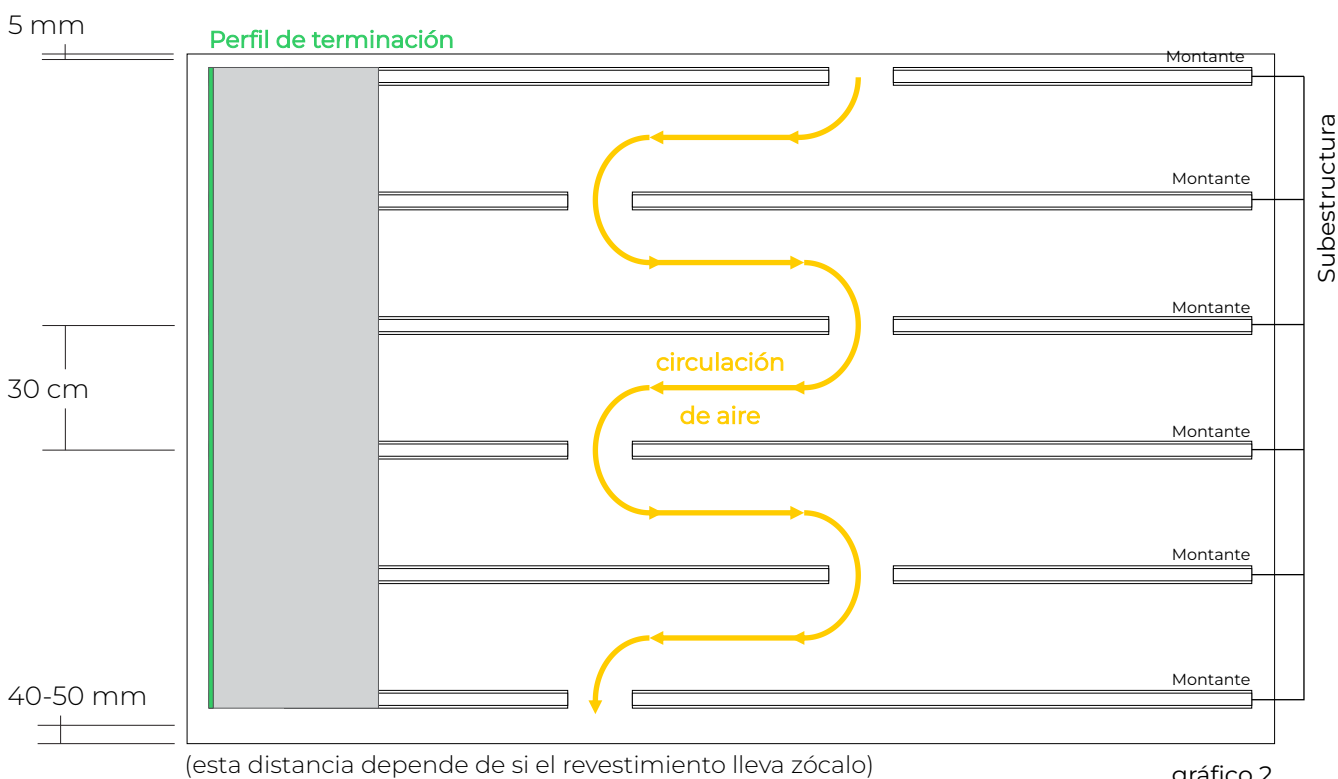 5 mm
Perfil de terminación
Montante
Subestructura
Montante
Montante
30 cm
circulación
de aire
Montante
Montante
Montante
40-50 mm
(esta distancia depende de si el revestimiento lleva zócalo)
gráfico 2